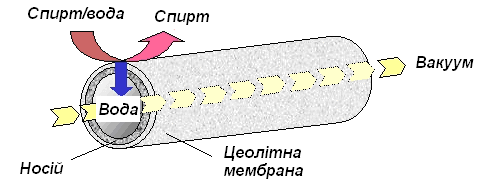 Спирт/вода
Спирт
Вакуум
Вода
Носій
Цеолітна
мембрана